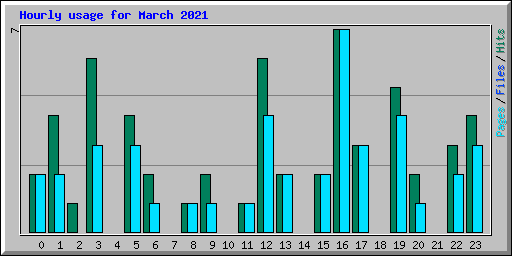 Hourly usage for March 2021
7
Pages/Files/Hits
0 1 2 3 4 5 6 7 8 9 10 11 12 13 14 15 16 17 18 19 20 21 22 23